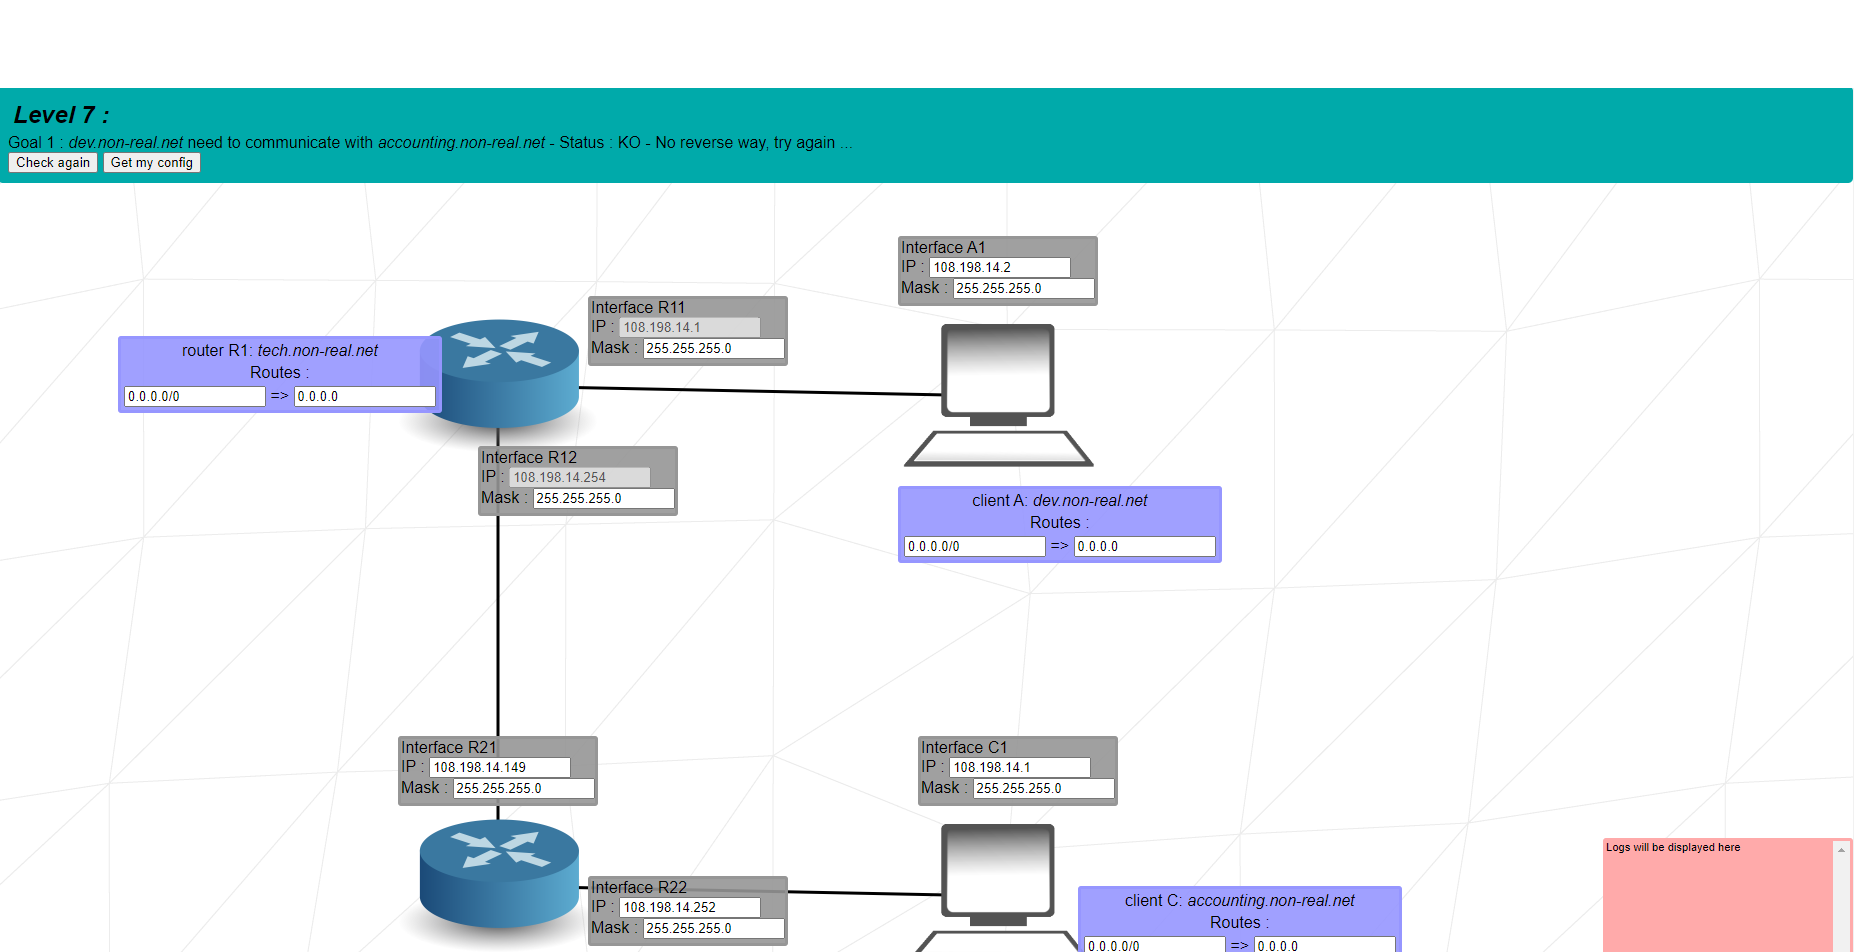 Level 7 :
Goal 1 : dev.non-real.net need to communicate with accounting.non-real.net - Status : KO - No reverse way, try again ...
Check again Get my config
Interface A1
IP : 108.198.14.2
Mask : 255.255.255.0
Interface R11
IP : 108.198.14.1
Mask : 255.255.255.0
router R1: tech.non-real.net
Routes :
0.0.0.0/0 => 0.0.0.0
Interface R12
IP : 108.198.14.254
Mask : 255.255.255.0
client A: dev.non-real.net
Routes :
0.0.0.0/0 => 0.0.0.0
Interface R21
IP : 108.198.14.149
Mask : 255.255.255.0
Interface C1
IP : 108.198.14.1
Mask : 255.255.255.0
Logs will be displayed here
Interface R22
IP : 108.198.14.252
Mask : 255.255.255.0
client C: accounting.non-real.net
Routes :
0.0.0.0/0 => 0.0.0.0